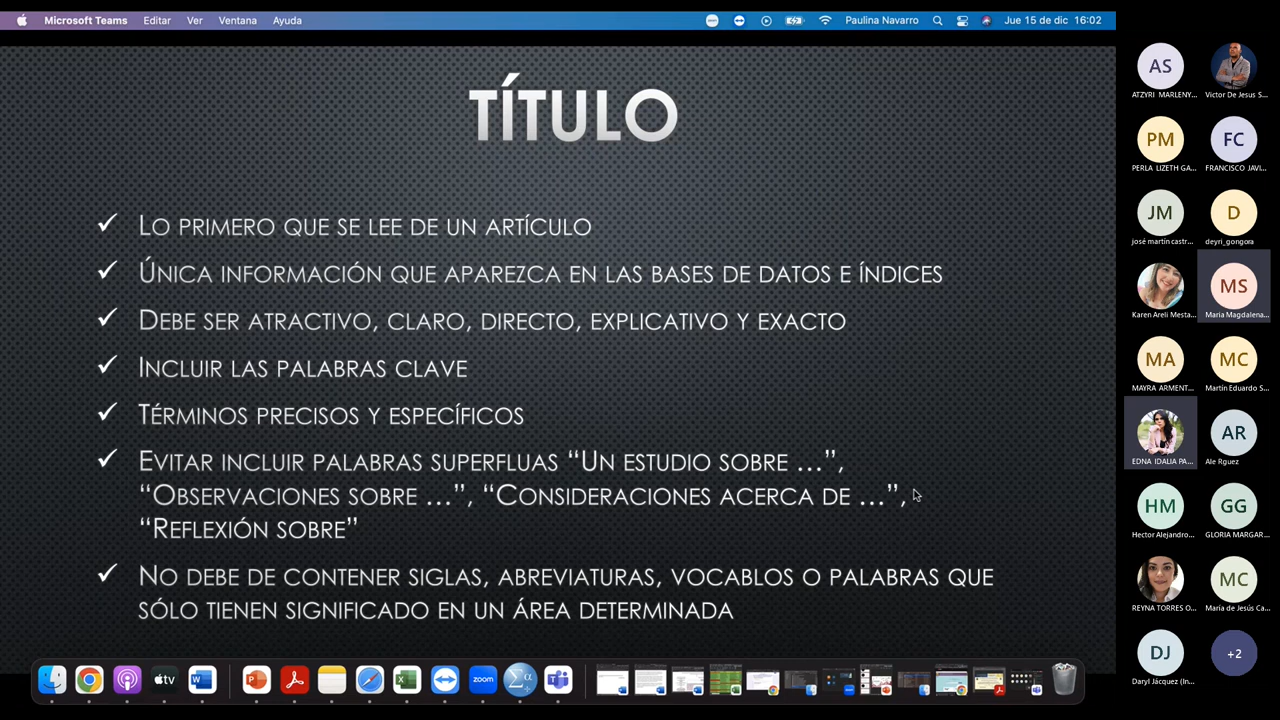 Microsoft Teams Editar Ver Ventana Ayuda
Paulina Navarro Jue 15 de dic 16:02
TÍTULO
LO PRIMERO QUE SE LEE DE UN ARTÍCULO
ÚNICA INFORMACIÓN QUE APAREZCA EN LAS BASES DE DATOS E ÍNDICES
DEBE SER ATRACTIVO, CLARO, DIRECTO, EXPLICATIVO Y EXACTO
INCLUIR LAS PALABRAS CLAVE
TÉRMINOS PRECISOS Y ESPECÍFICOS
EVITAR INCLUIR PALABRAS SUPERFLUAS “UN ESTUDIO SOBRE …”,
“OBSERVACIONES SOBRE …”, “CONSIDERACIONES ACERCA DE …”,
“REFLEXIÓN SOBRE”
NO DEBE DE CONTENER SIGLAS, ABREVIATURAS, VOCABLOS O PALABRAS QUE
SÓLO TIENEN SIGNIFICADO EN UN ÁREA DETERMINADA
tv
zoom
AS
ATZYRI MARLENY... Victor De Jesus S...
PM FC
PERLA LIZETH GA... FRANCISCO JAVI...
JM D
josé martín castr... deyri_gongora
MS
Karen Areli Mesta... Maria Magdalena...
MA MC
MAYRA ARMENT... Martín Eduardo S...
AR
EDNA IDALIA PA... Ale Rguez
HM GG
Hector Alejandro... GLORIA MARGAR...
MC
REYNA TORRES O... María de Jesús Ca...
DJ +2
Daryl Jácquez (In...